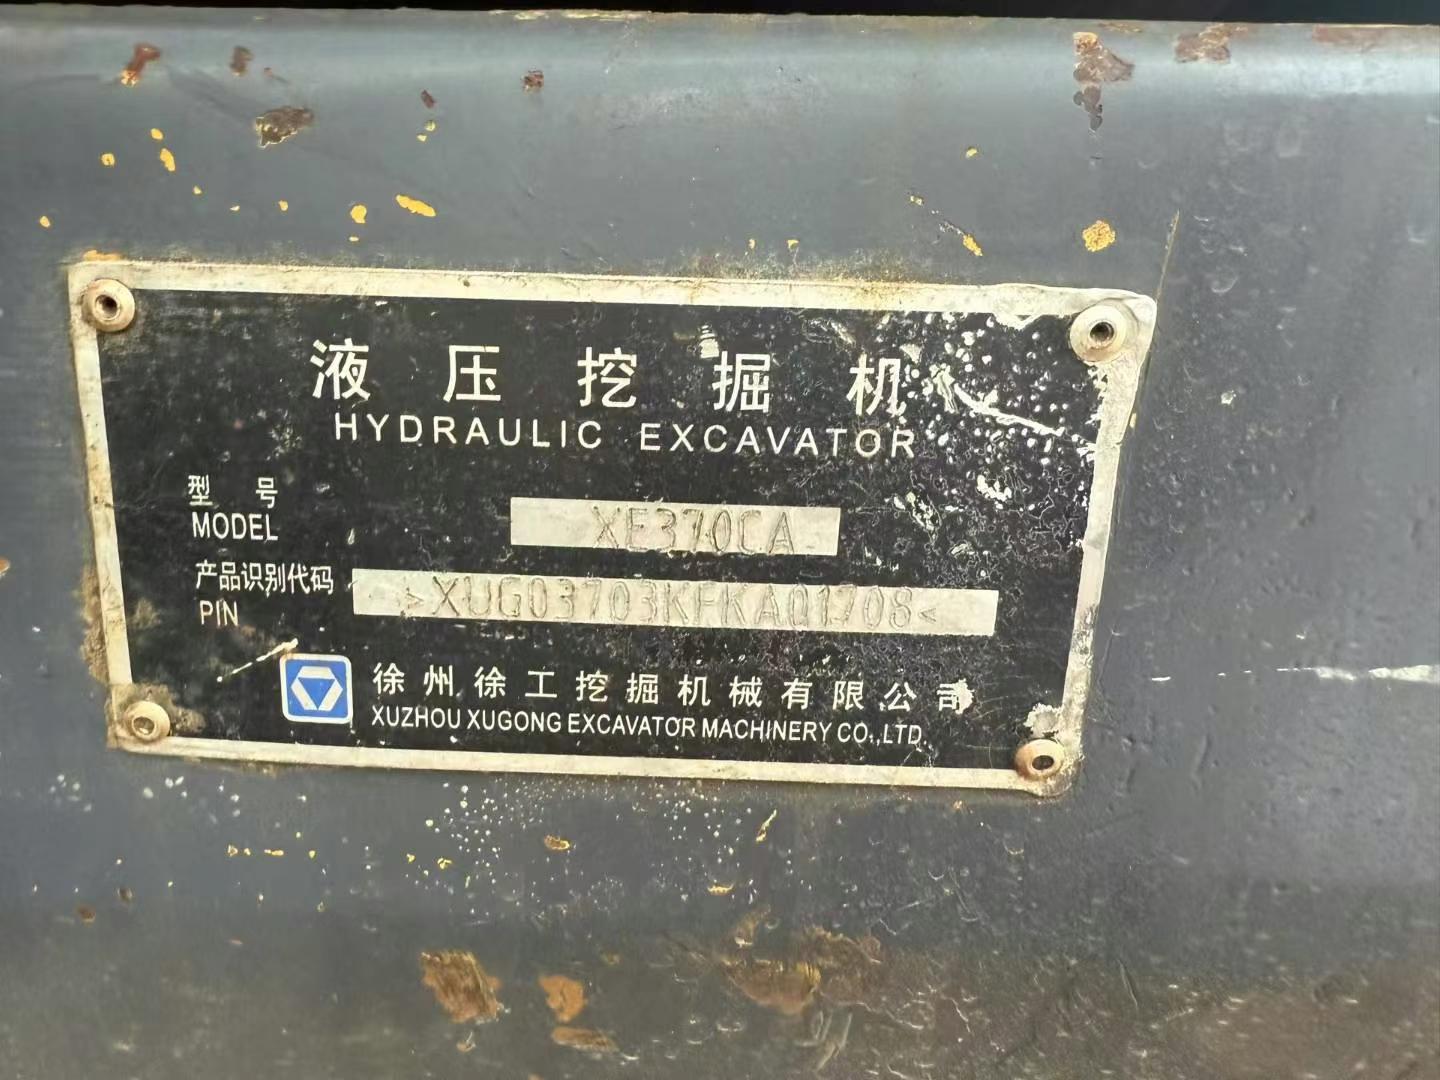 液压挖掘机
HYDRAULIC EXCAVATOR
型号
MODEL
XE370CA
产品识别代码
PIN
>XUG03703KFKA01708<
徐州徐工挖掘机械有限公司
XUZHOU XUGONG EXCAVATOR MACHINERY CO.,LTD